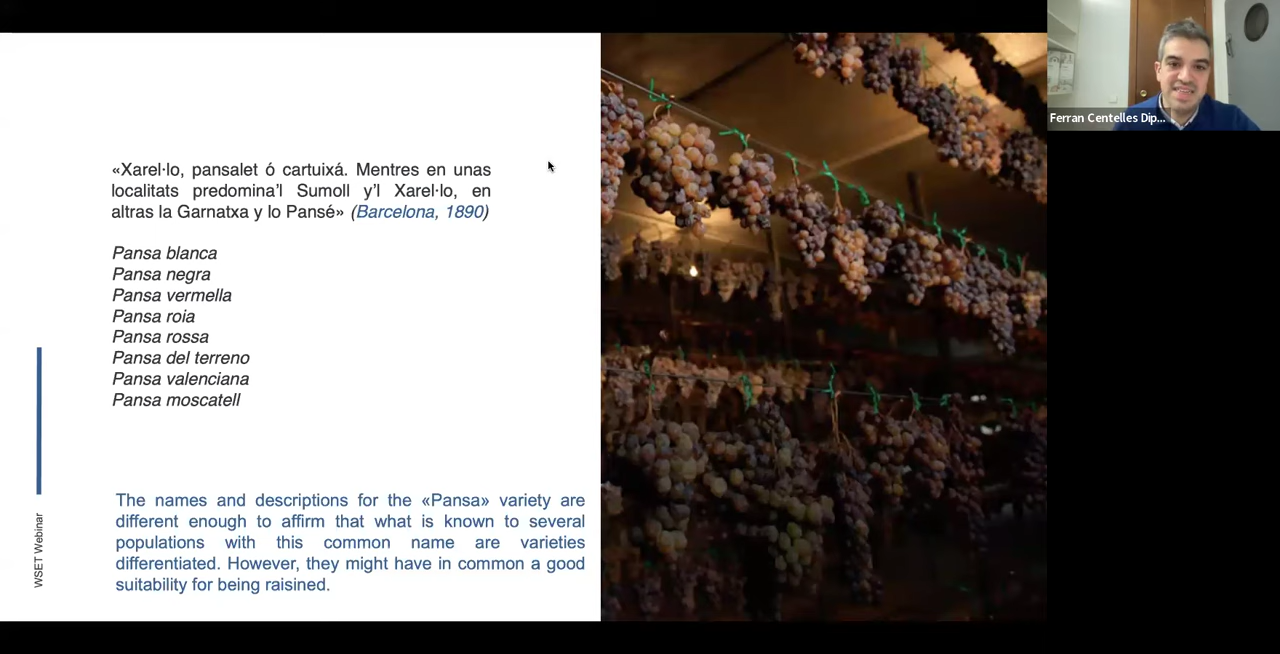 «Xarel·lo, pansalet ó cartuixá. Mentres en unas
localitats predomina’l Sumoll y’l Xarel·lo, en
altras la Garnatxa y lo Pansé» (Barcelona, 1890)
Pansa blanca
Pansa negra
Pansa vermella
Pansa roia
Pansa rossa
Pansa del terreno
Pansa valenciana
Pansa moscatell
The names and descriptions for the «Pansa» variety are
different enough to affirm that what is known to several
populations with this common name are varieties
differentiated. However, they might have in common a good
suitability for being raisined.
WSET Webinar
Ferran Centelles Dip...